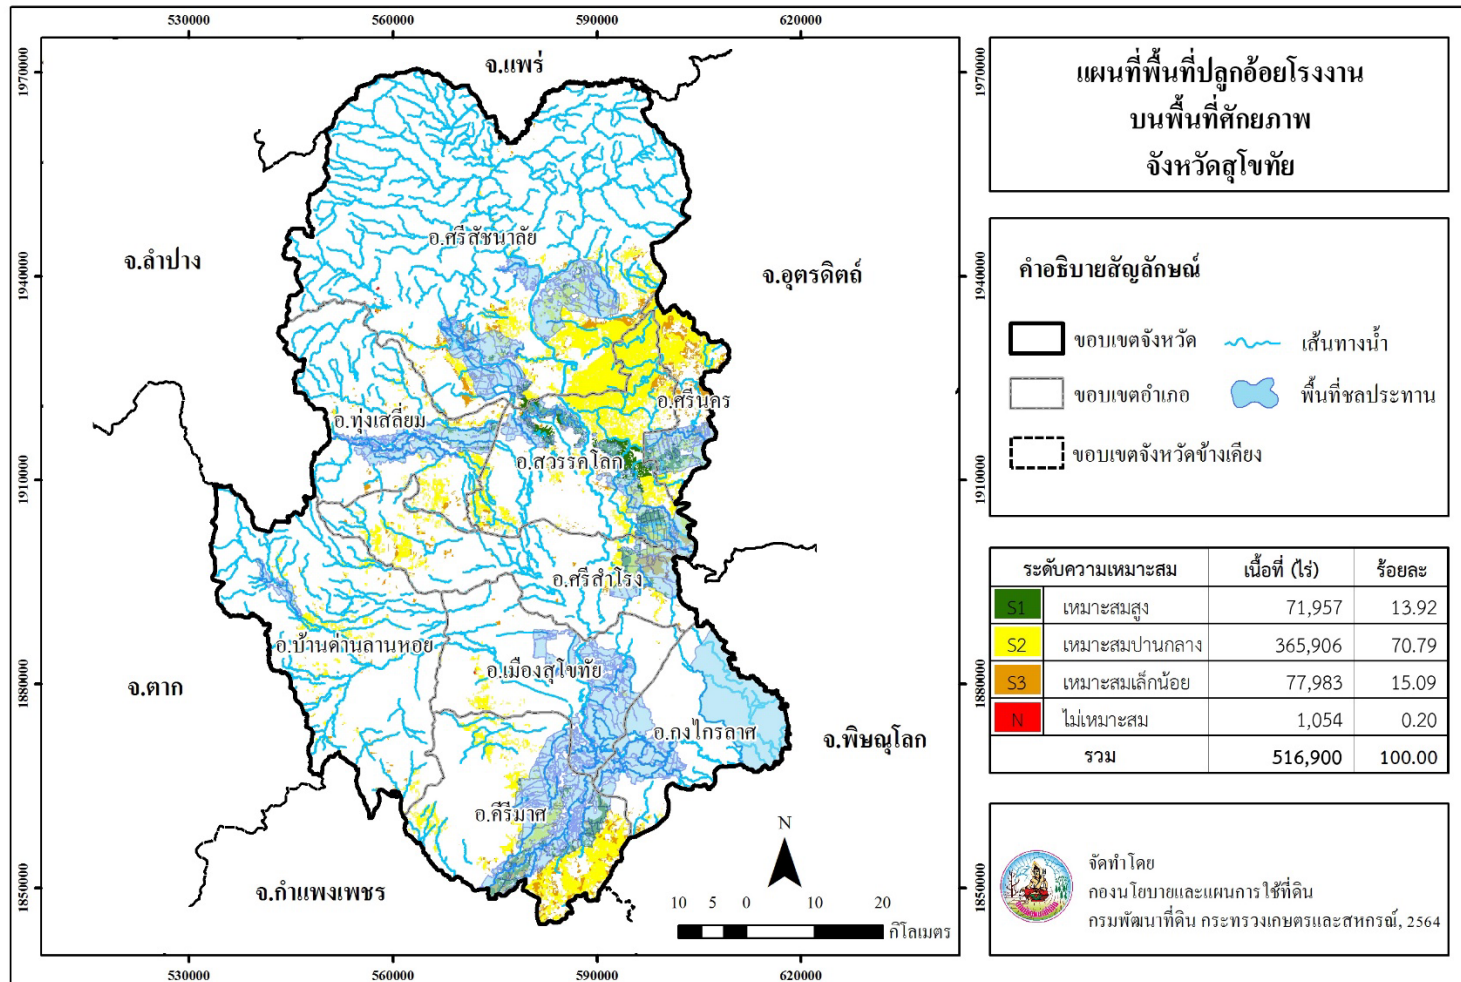 530000 560000 590000 620000
1970000 1940000 1910000 1880000 1850000
จ.แพร่
จ.ลำปาง
จ.อุตรดิตถ์
จ.ตาก
จ.พิษณุโลก
จ.กำแพงเพชร
อ.ศรีสัชนาลัย
อ.ศรีนคร
อ.ทุ่งเสลี่ยม
อ.สวรรคโลก
อ.ศรีสำโรง
อ.บ้านด่านลานหอย
อ.เมืองสุโขทัย
อ.กงไกรลาศ
อ.คีรีมาศ
N
10 5 0 10 20
กิโลเมตร
530000 560000 590000 620000
1970000 1940000 1910000 1880000 1850000
แผนที่พื้นที่ปลูกอ้อยโรงงาน
บนพื้นที่ศักยภาพ
จังหวัดสุโขทัย
คำอธิบายสัญลักษณ์
ขอบเขตจังหวัด เส้นทางน้ำ
ขอบเขตอำเภอ พื้นที่ชลประทาน
ขอบเขตจังหวัดข้างเคียง
ระดับความเหมาะสม เนื้อที่ (ไร่) ร้อยละ
S1 เหมาะสมสูง 71,957 13.92
S2 เหมาะสมปานกลาง 365,906 70.79
S3 เหมาะสมเล็กน้อย 77,983 15.09
N ไม่เหมาะสม 1,054 0.20
รวม 516,900 100.00
จัดทำโดย
กองนโยบายและแผนการใช้ที่ดิน
กรมพัฒนาที่ดิน กระทรวงเกษตรและสหกรณ์, 2564